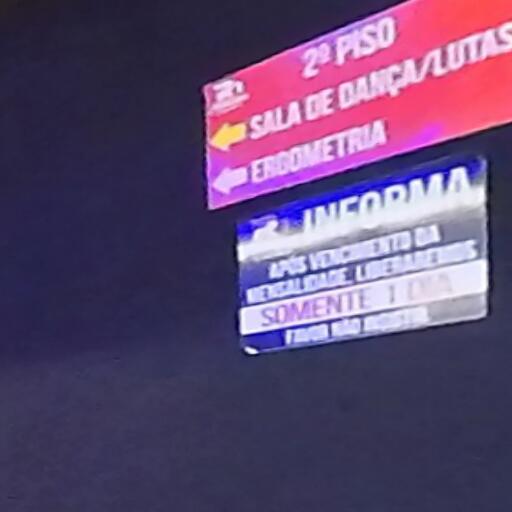 2º PISO
SALA DE DANÇA/LUTAS
ERGOMETRIA
INFORMA
APÓS VENCIMENTO DA
MENSALIDADE, LIBERAREMOS
SOMENTE 1 DIA
FAVOR NÃO INSISTIR